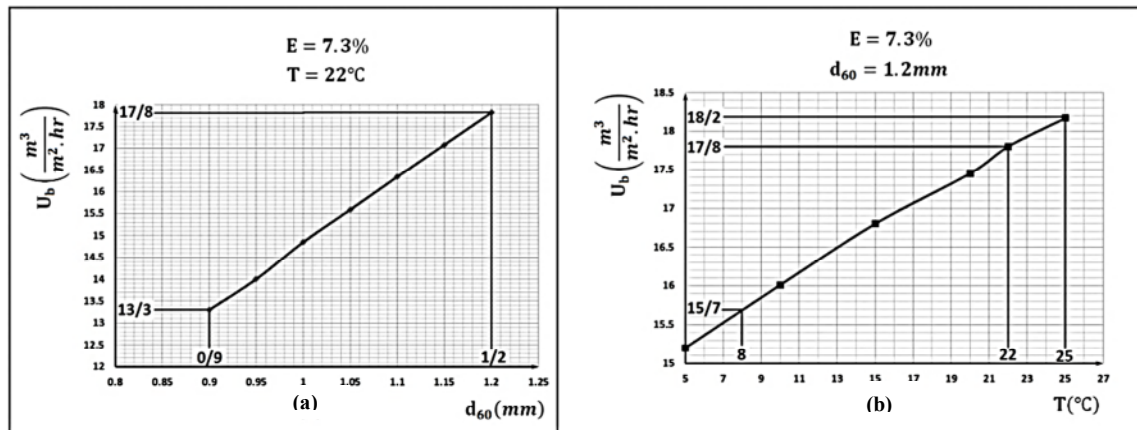 E = 7.3%
T = 22°C
U_b (m³/m². hr)
18
17.5
17
16.5
16
15.5
15
14.5
14
13.5
13
12.5
12
17/8
13/3
0/9
1/2
0.8 0.85 0.9 0.95 1 1.05 1.1 1.15 1.2 1.25
(a)
d₆₀(mm)
E = 7.3%
d₆₀ = 1.2mm
U_b (m³/m². hr)
18.5
18
17.5
17
16.5
16
15.5
15
18/2
17/8
15/7
8
22
25
5 7 9 11 13 15 17 19 21 23 25 27
(b)
T(°C)